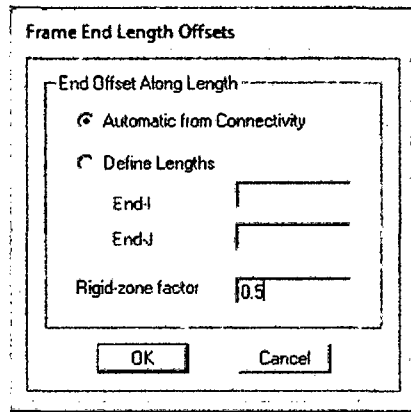 Frame End Length Offsets
End Offset Along Length
Automatic from Connectivity
Define Lengths
End-I
End-J
Rigid-zone factor 0.5
OK Cancel